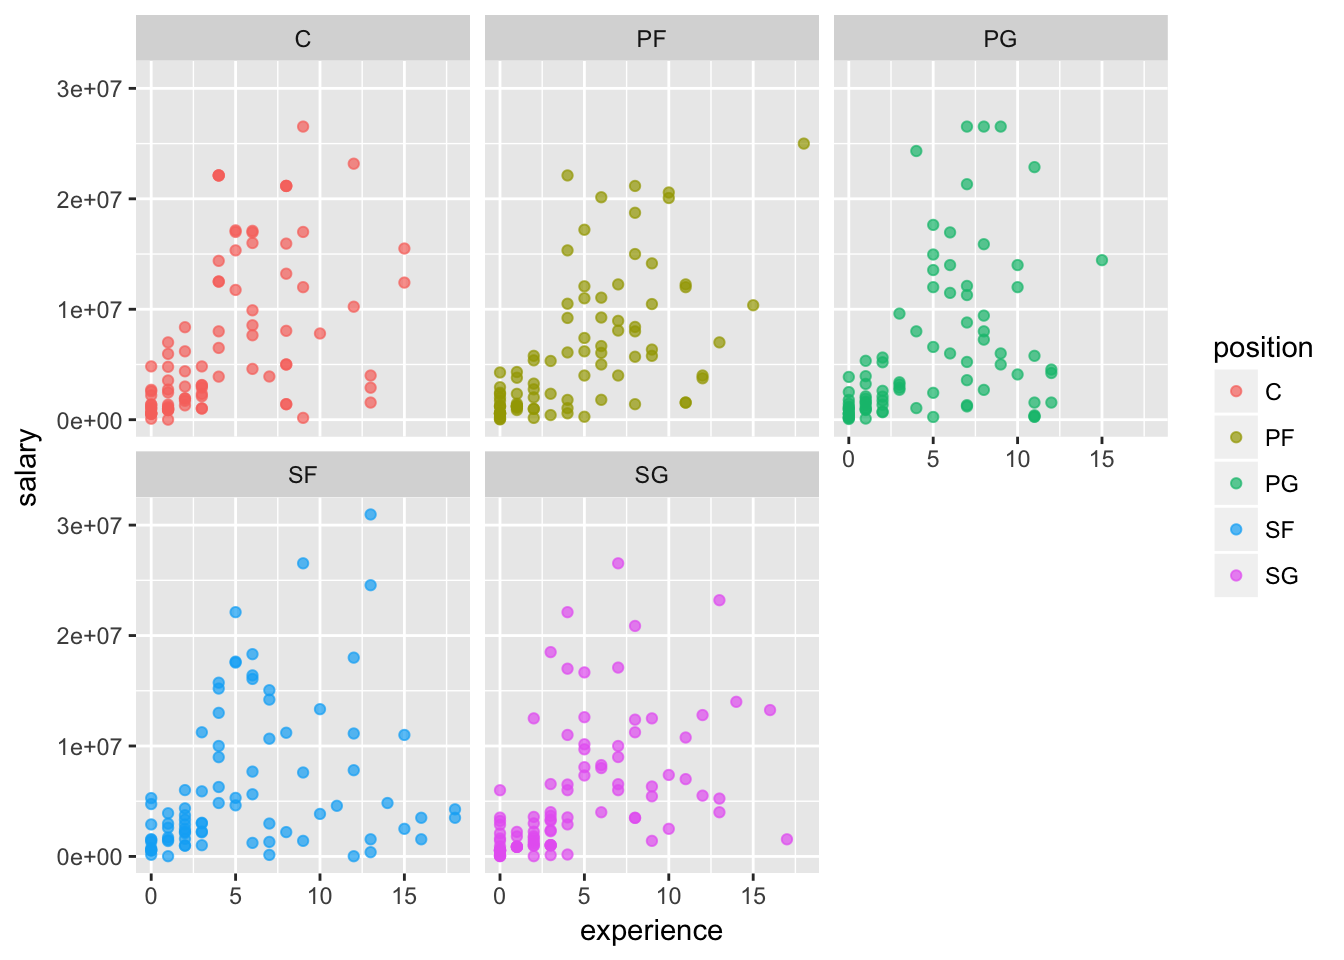 C PF PG
3e+07
2e+07
1e+07
0e+00
0 5 10 15
SF SG
3e+07
2e+07
1e+07
0e+00
0 5 10 15 0 5 10 15
experience
salary
position
C
PF
PG
SF
SG